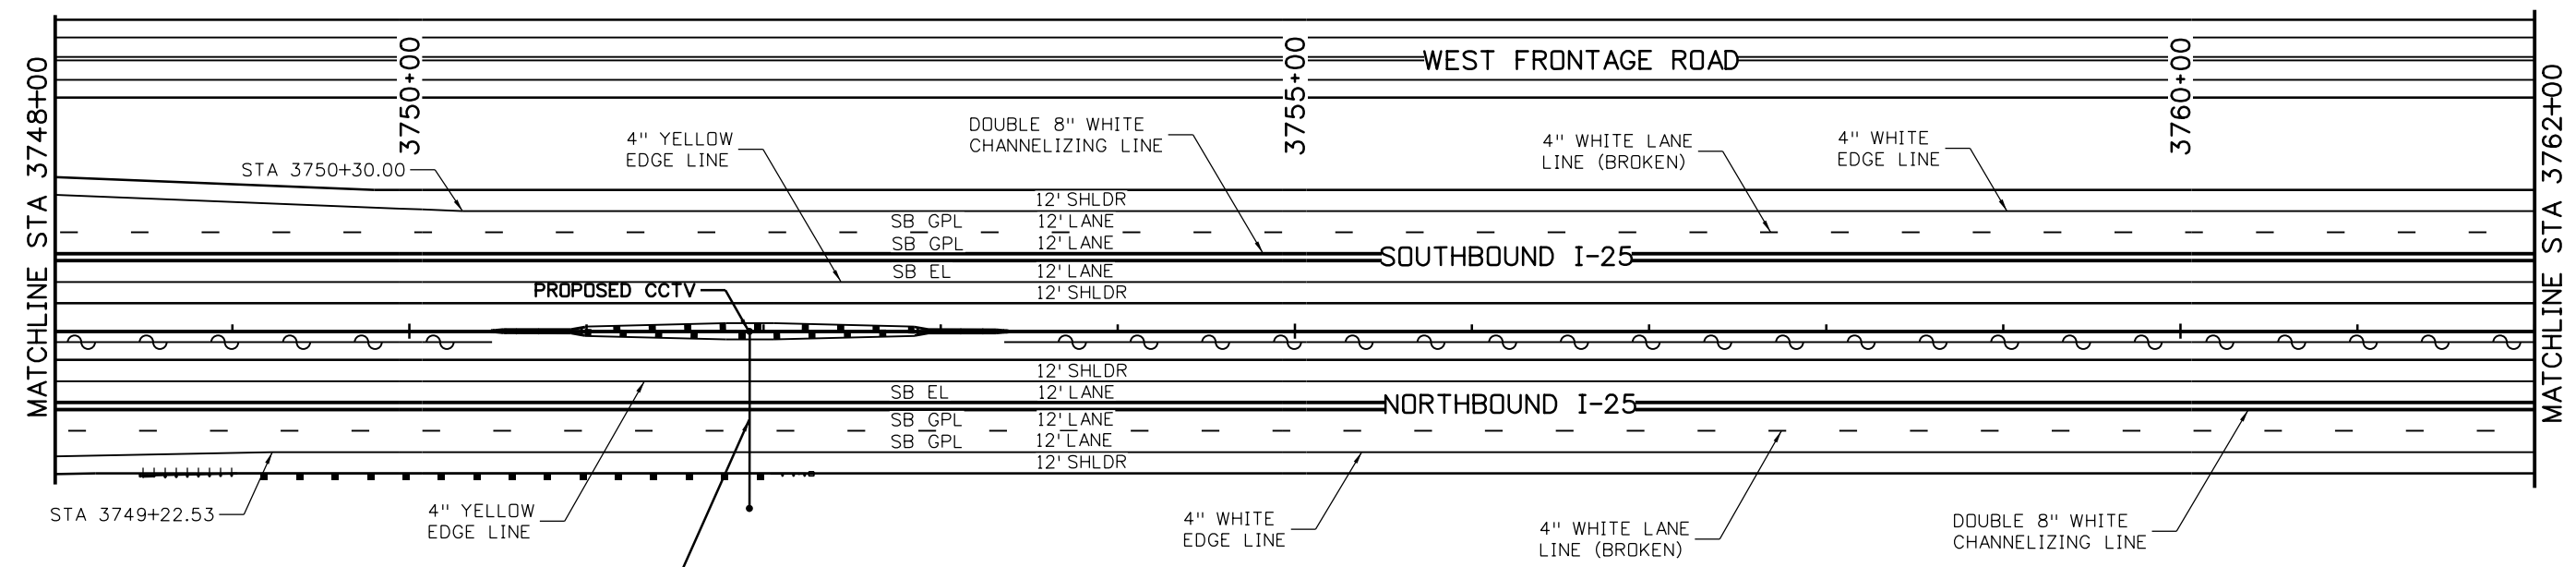 MATCHLINE STA 3748+00
3750+00
3755+00
WEST FRONTAGE ROAD
3760+00
MATCHLINE STA 3762+00
STA 3750+30.00
4" YELLOW
EDGE LINE
DOUBLE 8" WHITE
CHANNELIZING LINE
4" WHITE LANE
LINE (BROKEN)
4" WHITE
EDGE LINE
12' SHLDR
SB GPL 12' LANE
SB GPL 12' LANE
SOUTHBOUND I-25
SB EL 12' LANE
PROPOSED CCTV
12' SHLDR
12' SHLDR
SB EL 12' LANE
NORTHBOUND I-25
SB GPL 12' LANE
SB GPL 12' LANE
12' SHLDR
STA 3749+22.53
4" YELLOW
EDGE LINE
4" WHITE
EDGE LINE
4" WHITE LANE
LINE (BROKEN)
DOUBLE 8" WHITE
CHANNELIZING LINE